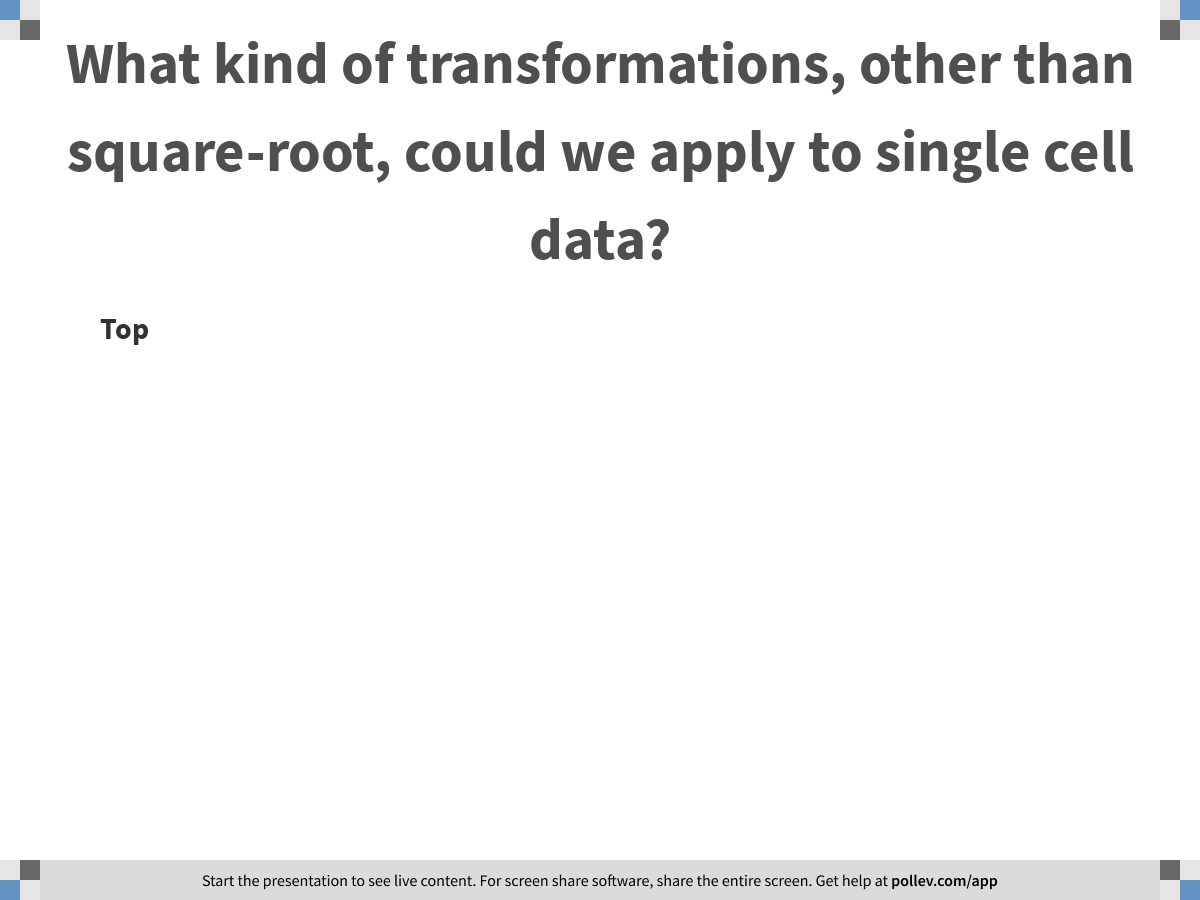 What kind of transformations, other than
square-root, could we apply to single cell
data?
Top
Start the presentation to see live content. For screen share software, share the entire screen. Get help at pollev.com/app